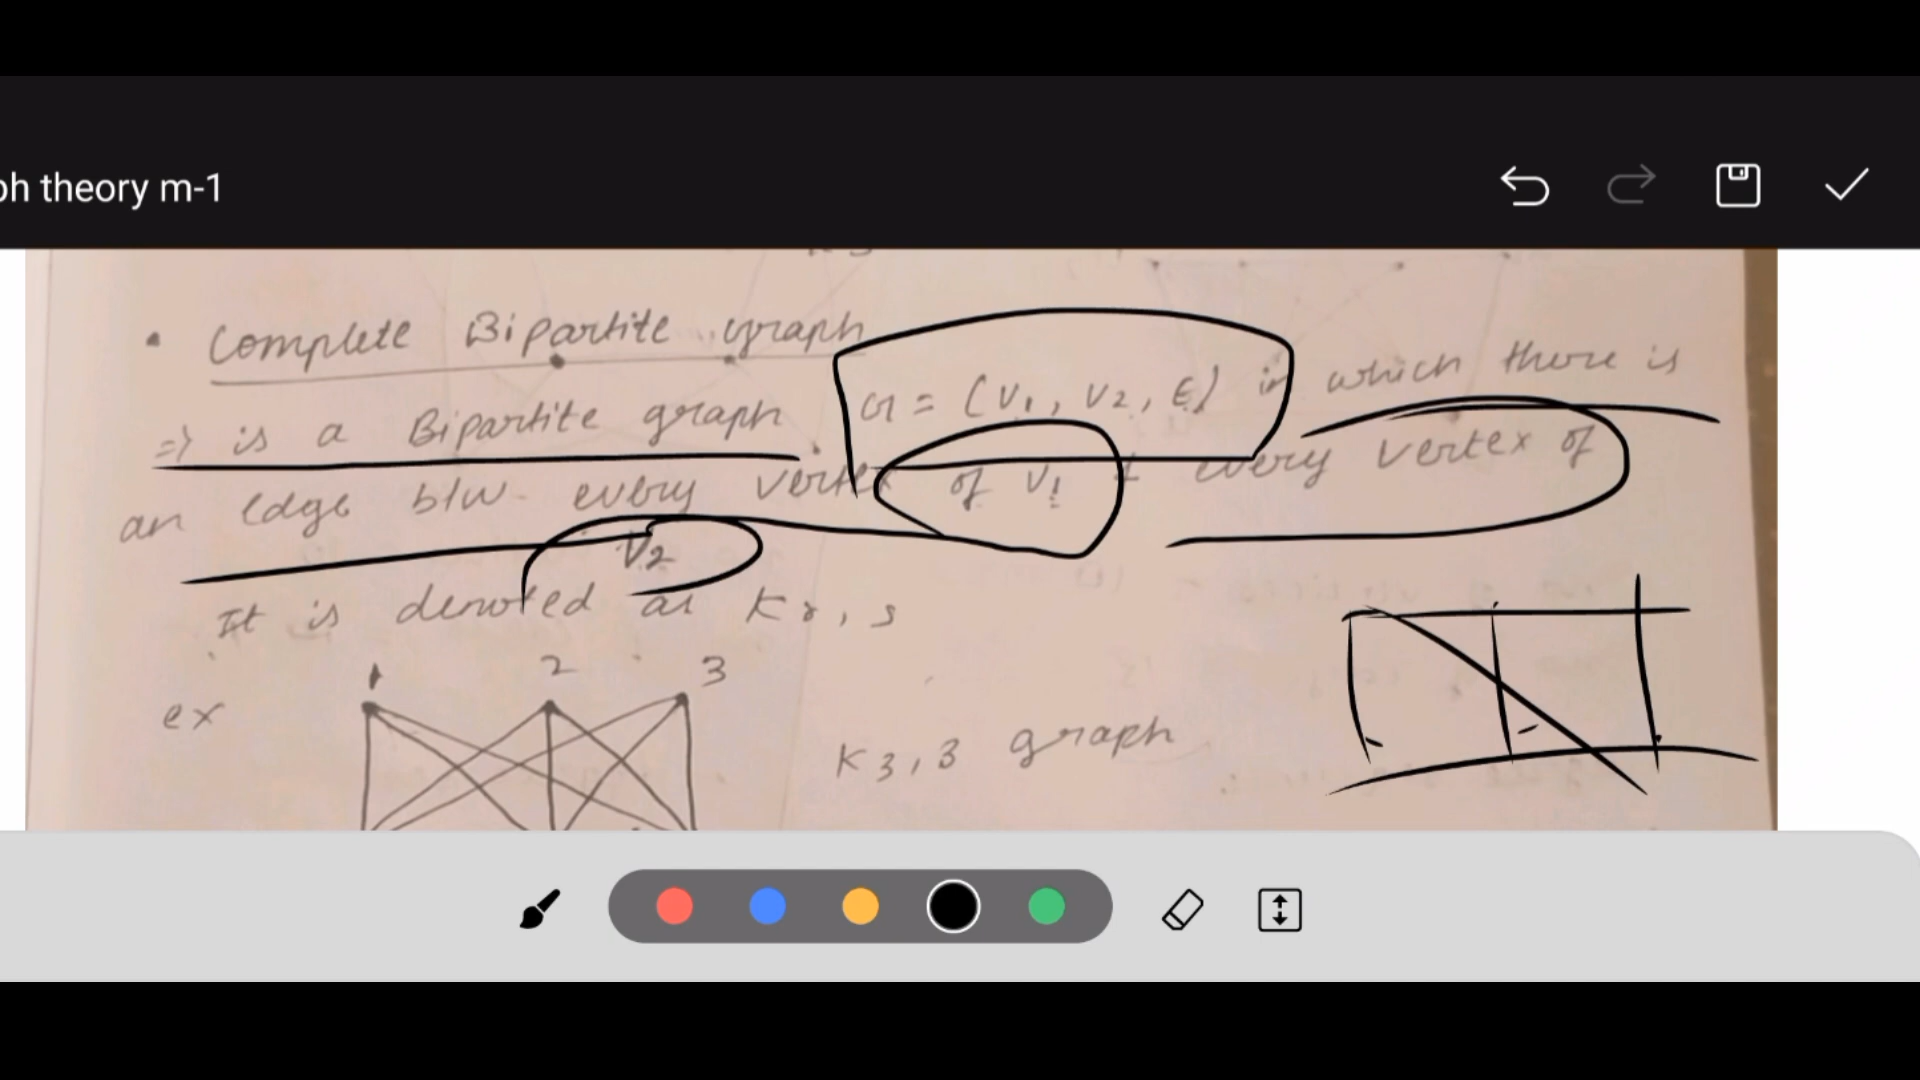 ph theory m-1
• Complete Bipartite graph
=> is a Bipartite graph G = (V1, V2, E) in which there is
an edge b/w every vertex of V1 & every vertex of
V2
It is denoted as Kr,s
1 2 3
ex
K3,3 graph